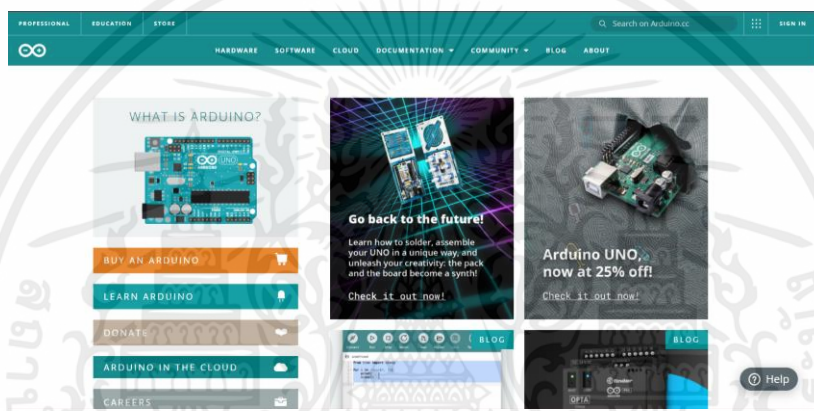 PROFESSIONAL EDUCATION STORE
Search on Arduino.cc
SIGN IN
HARDWARE SOFTWARE CLOUD DOCUMENTATION COMMUNITY BLOG ABOUT
WHAT IS ARDUINO?
UNO
BUY AN ARDUINO
LEARN ARDUINO
DONATE
ARDUINO IN THE CLOUD
CAREERS
Go back to the future!
Learn how to solder, assemble
your UNO in a unique way, and
unleash your creativity: the pack
and the board become a synth!
Check it out now!
Arduino UNO,
now at 25% off!
Check it out now!
BLOG
BLOG
OPTA
Help